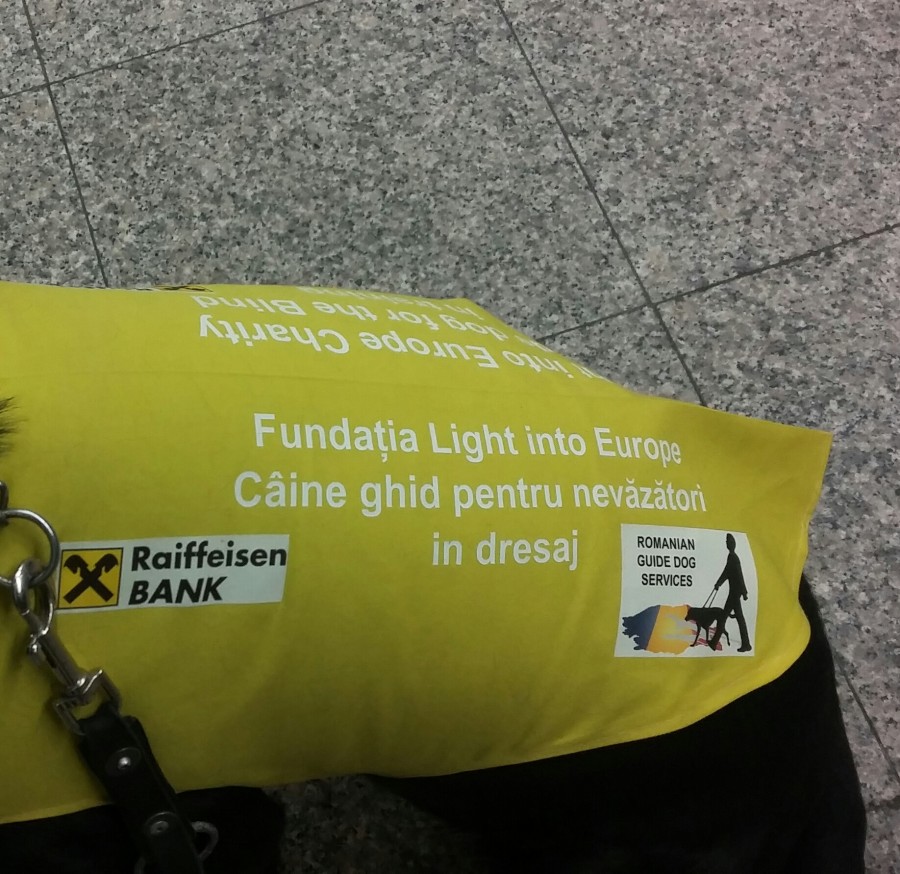 into Europe Charity
dog for the Blind
Fundația Light into Europe
Câine ghid pentru nevăzători
in dresaj
Raiffeisen
BANK
ROMANIAN
GUIDE DOG
SERVICES